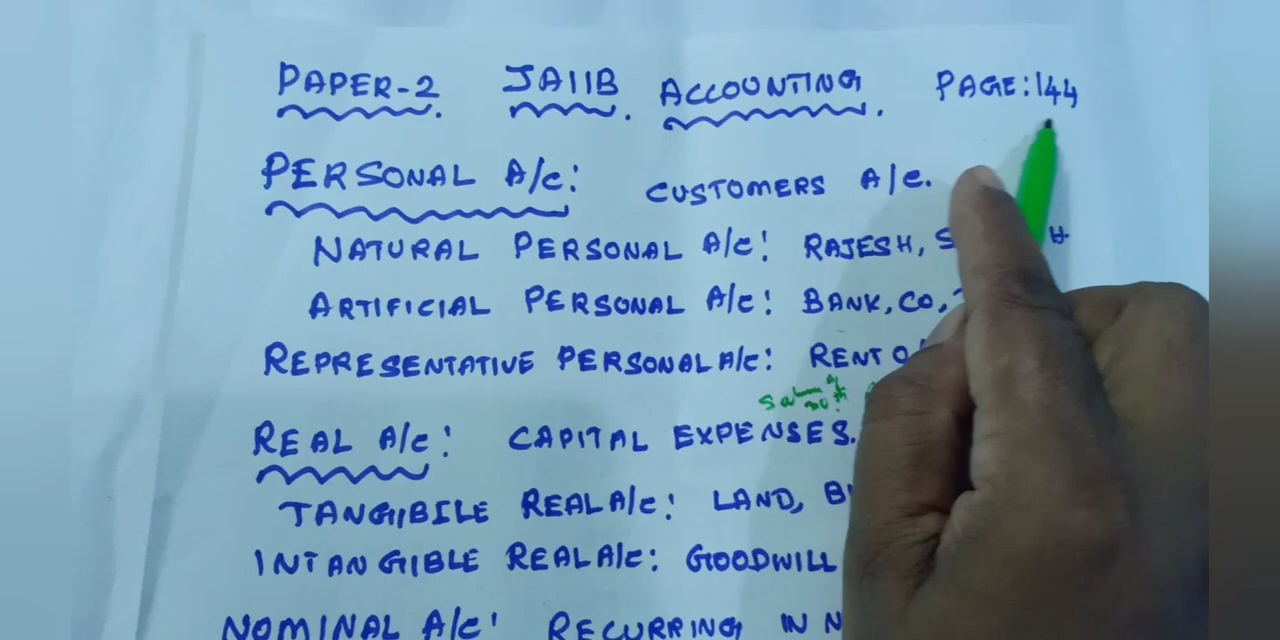 PAPER-2. JAIIB. ACCOUNTING. PAGE:144
PERSONAL A/c: CUSTOMERS A/c.
NATURAL PERSONAL A/c: RAJESH,
ARTIFICIAL PERSONAL A/c: BANK, CO,
REPRESENTATIVE PERSONAL A/c: RENT
REAL A/c: CAPITAL EXPENSES.
TANGIBILE REAL A/c: LAND,
INTANGIBLE REAL A/c: GOODWILL
NOMINAL A/c: RECURRING IN